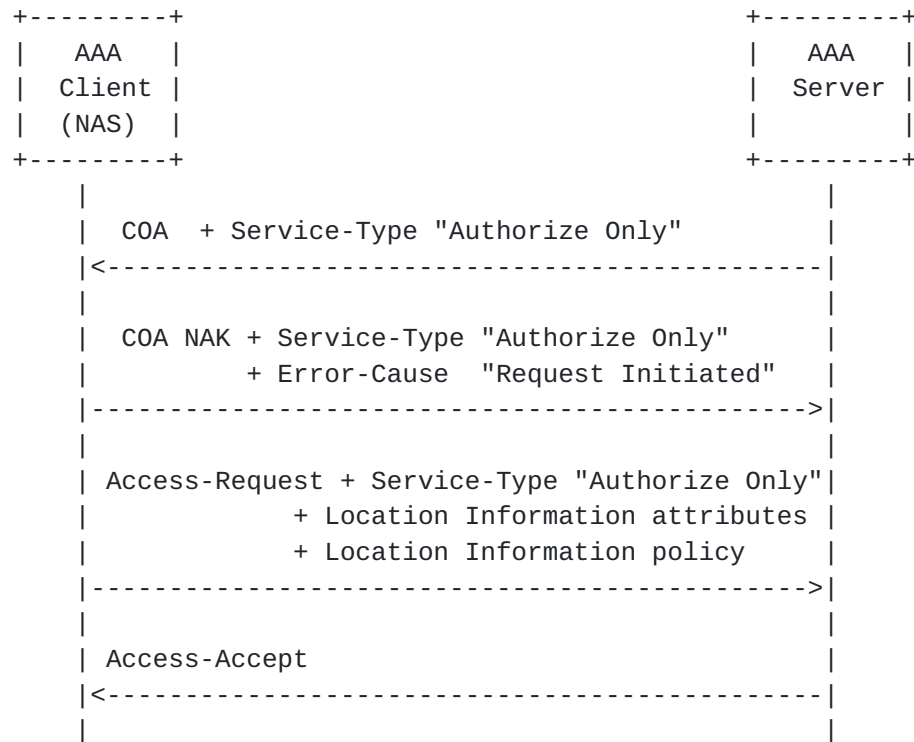 +---------+                                    +---------+
|   AAA   |                                    |   AAA   |
|  Client |                                    |  Server |
|  (NAS)  |                                    |         |
+---------+                                    +---------+
    |                                               |
    |  COA  + Service-Type "Authorize Only"         |
    |<----------------------------------------------|
    |                                               |
    |  COA NAK + Service-Type "Authorize Only"      |
    |          + Error-Cause  "Request Initiated"   |
    |---------------------------------------------->|
    |                                               |
    | Access-Request + Service-Type "Authorize Only"|
    |             + Location Information attributes |
    |             + Location Information policy     |
    |---------------------------------------------->|
    |                                               |
    | Access-Accept                                 |
    |<----------------------------------------------|
    |                                               |